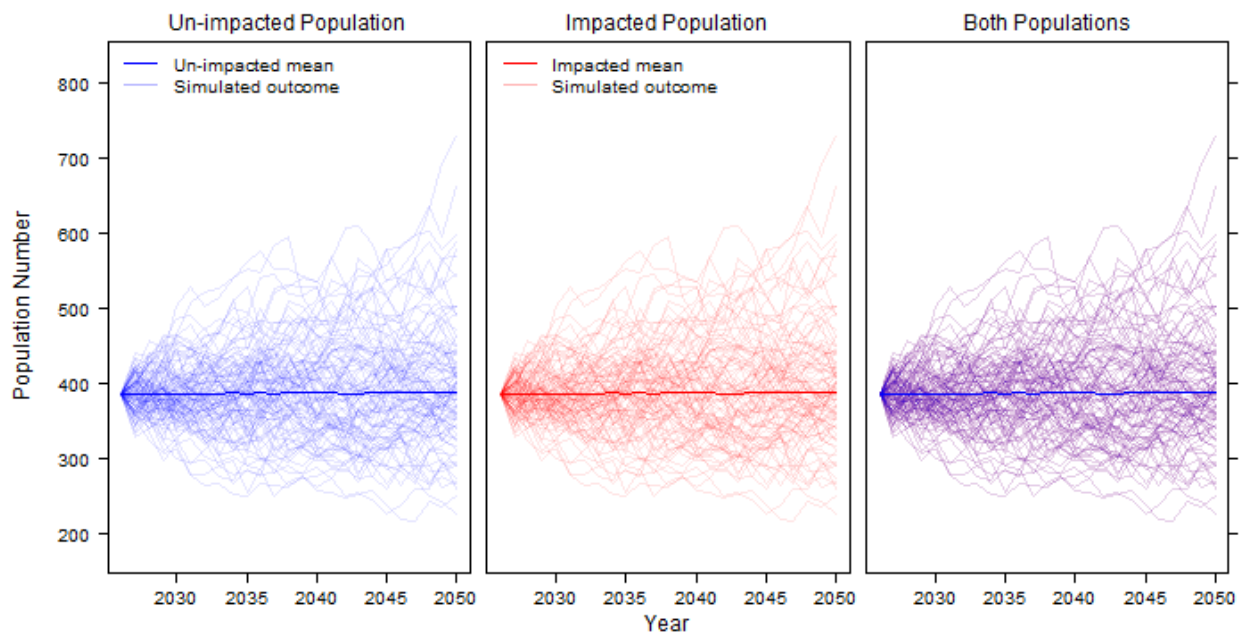 Un-impacted Population
Impacted Population
Both Populations
Un-impacted mean
Simulated outcome
Impacted mean
Simulated outcome
Population Number
800
700
600
500
400
300
200
2030 2035 2040 2045 2050
2030 2035 2040 2045 2050
2030 2035 2040 2045 2050
Year